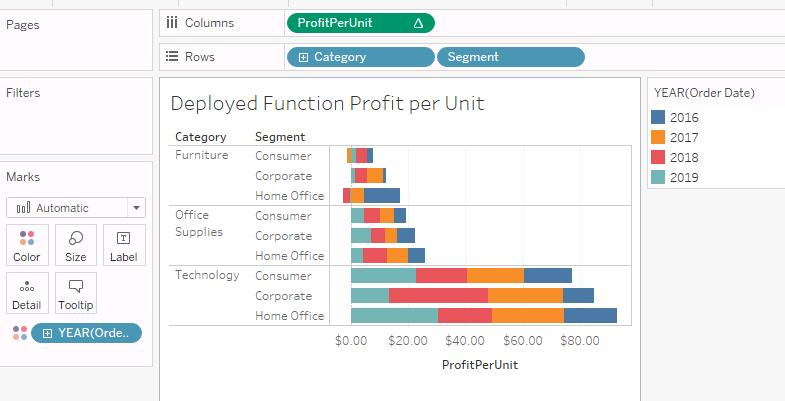 Pages
Columns
ProfitPerUnit
Rows
Category
Segment
Filters
Marks
Automatic
Color
Size
Label
Detail
Tooltip
YEAR(Orde..
Deployed Function Profit per Unit
Category Segment
Furniture Consumer
Corporate
Home Office
Office Supplies Consumer
Corporate
Home Office
Technology Consumer
Corporate
Home Office
$0.00 $20.00 $40.00 $60.00 $80.00
ProfitPerUnit
YEAR(Order Date)
2016
2017
2018
2019